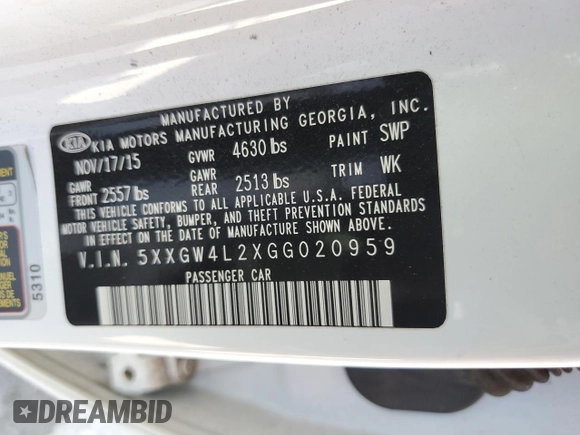 MANUFACTURED BY
KIA KIA MOTORS MANUFACTURING GEORGIA, INC.
NOV/17/15 GVWR 4630 lbs PAINT SWP
GAWR FRONT 2557 lbs GAWR REAR 2513 lbs TRIM WK
THIS VEHICLE CONFORMS TO ALL APPLICABLE U.S.A. FEDERAL
MOTOR VEHICLE SAFETY, BUMPER, AND THEFT PREVENTION STANDARDS
IN EFFECT ON THE DATE OF MANUFACTURE SHOWN ABOVE.
V.I.N. 5XXGW4L2XGG020959
PASSENGER CAR
5310
DREAMBID